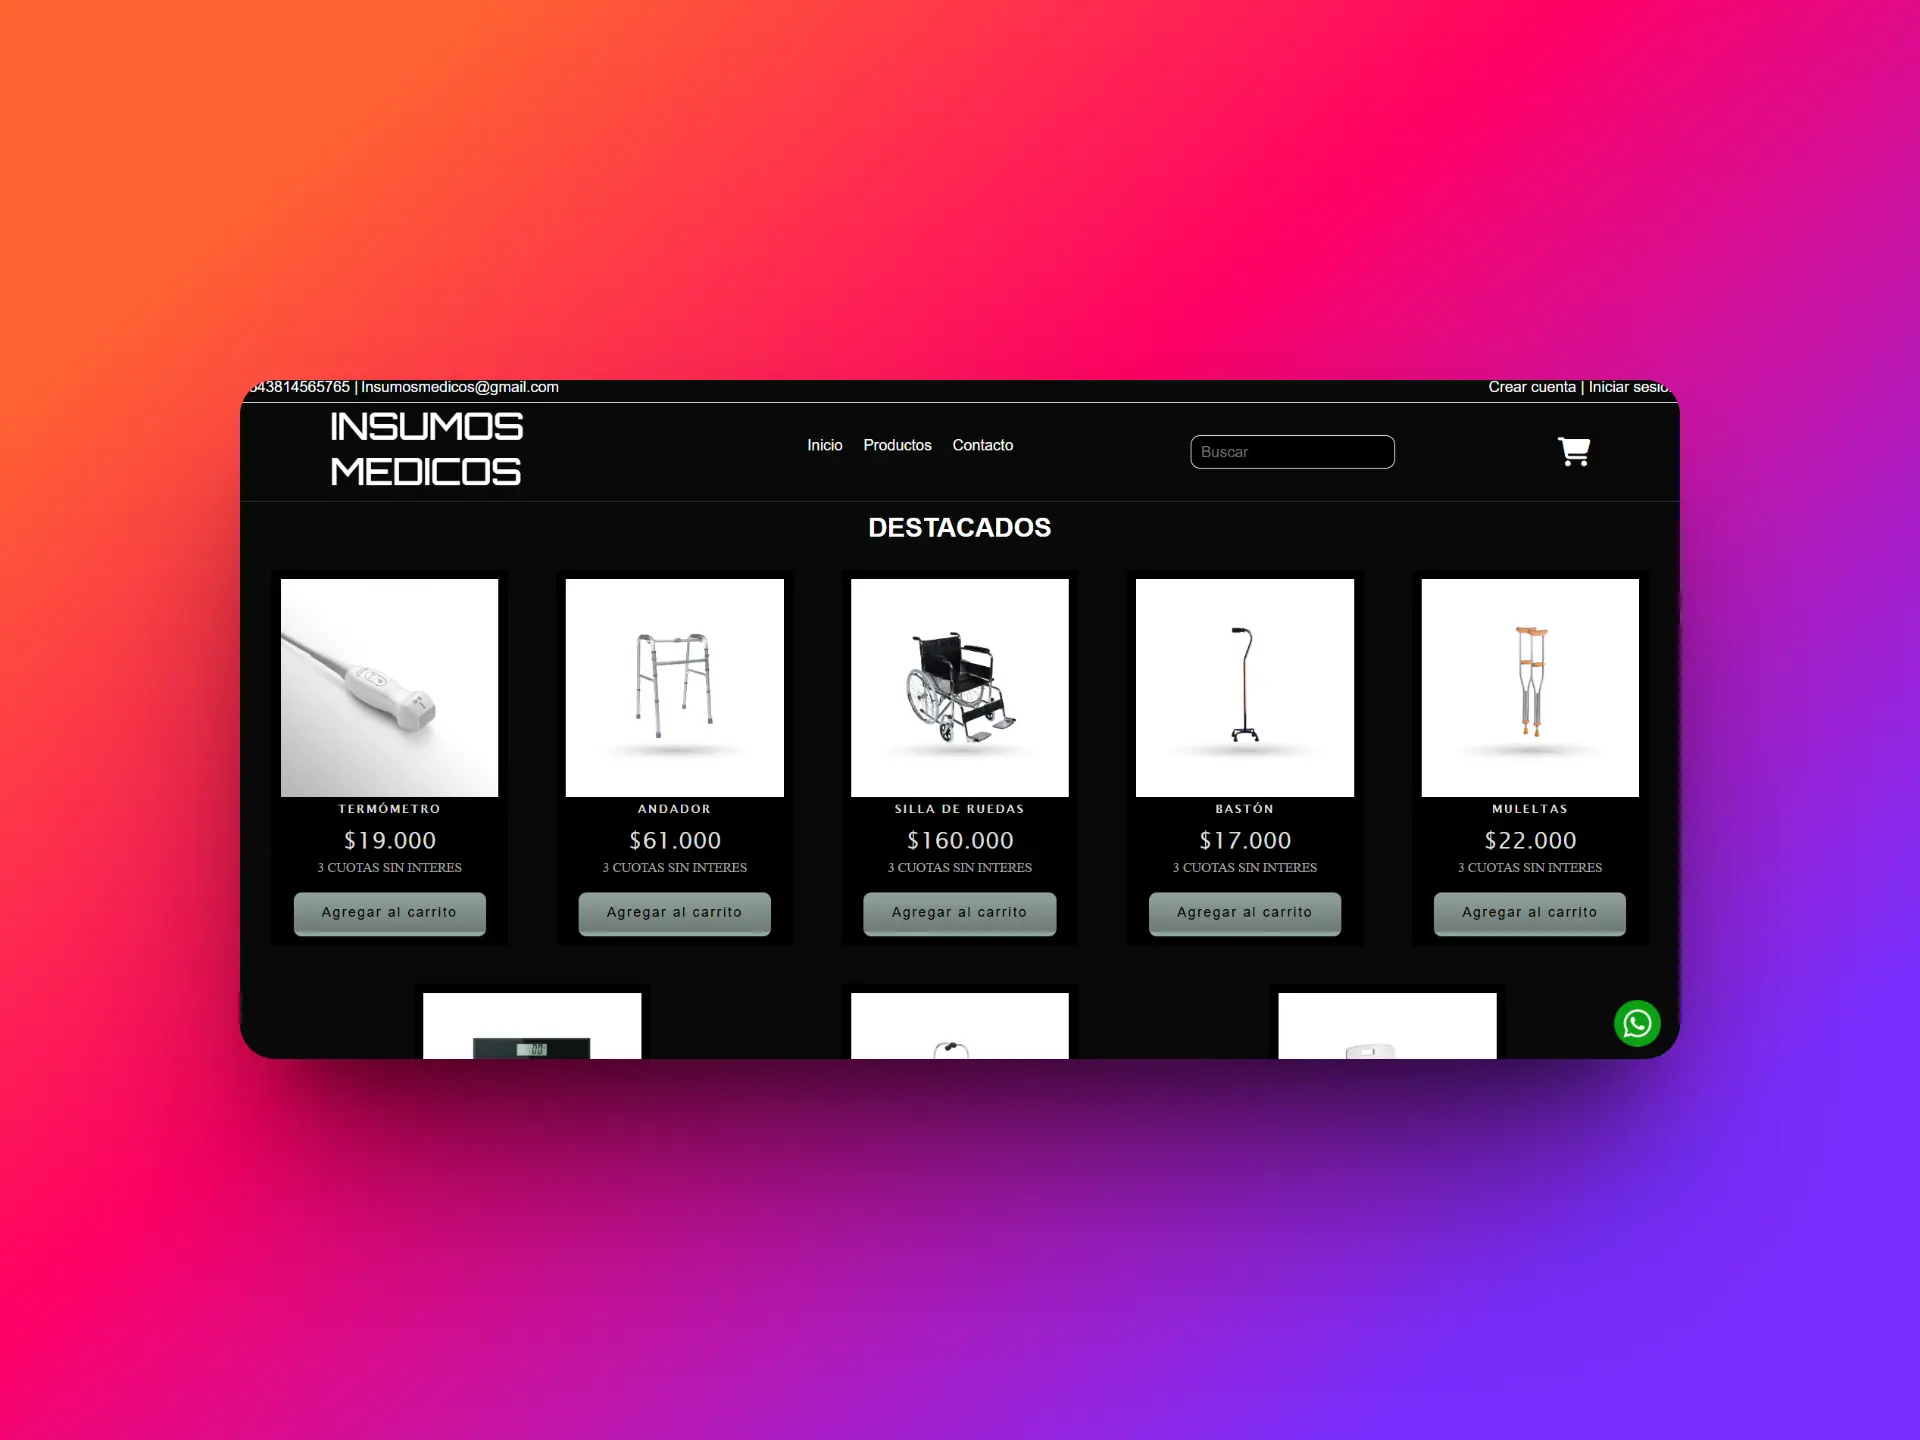 43814565765 | Insumosmedicos@gmail.com
Crear cuenta | Iniciar
INSUMOS
MEDICOS
Inicio Productos Contacto
Buscar
DESTACADOS
TERMÓMETRO
$19.000
3 CUOTAS SIN INTERES
Agregar al carrito
ANDADOR
$61.000
3 CUOTAS SIN INTERES
Agregar al carrito
SILLA DE RUEDAS
$160.000
3 CUOTAS SIN INTERES
Agregar al carrito
BASTÓN
$17.000
3 CUOTAS SIN INTERES
Agregar al carrito
MULELTAS
$22.000
3 CUOTAS SIN INTERES
Agregar al carrito